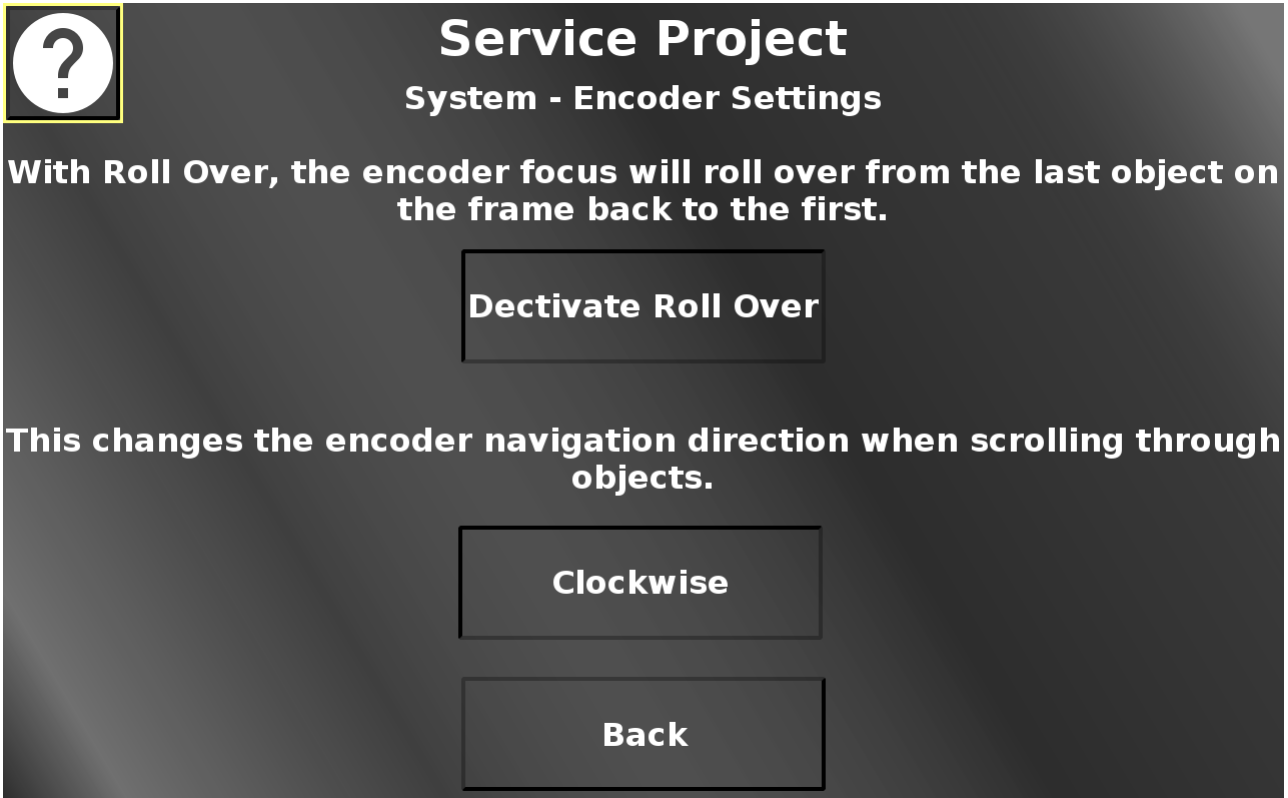 ?
Service Project
System - Encoder Settings
With Roll Over, the encoder focus will roll over from the last object on
the frame back to the first.
Dectivate Roll Over
This changes the encoder navigation direction when scrolling through
objects.
Clockwise
Back